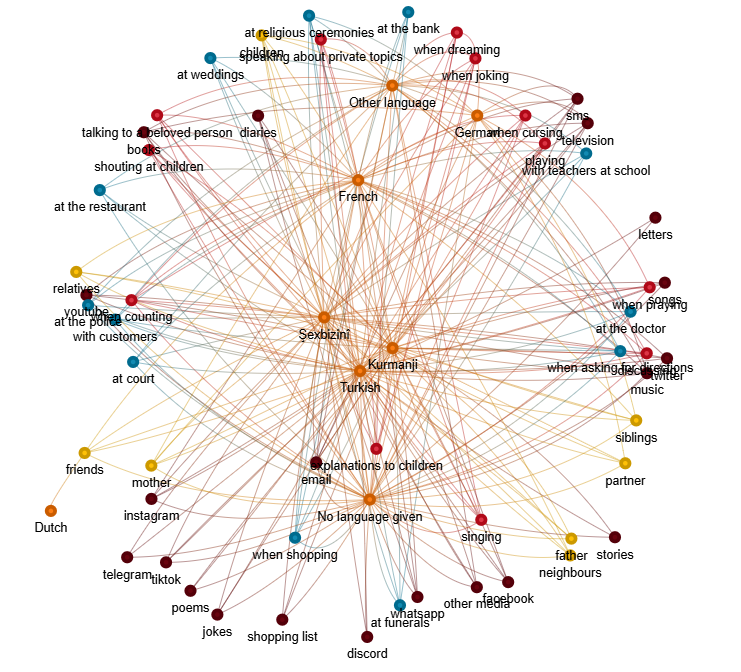 at religious ceremonies
at the bank
children
speaking about private topics
when dreaming
at weddings
when joking
Other language
sms
talking to a beloved person
diaries
German
when cursing
television
books
playing
shouting at children
with teachers at school
French
at the restaurant
letters
relatives
youtube
when counting
songs
when praying
at the police
at the doctor
with customers
Şexbizinî
Kurmanji
when asking for directions
discussing
twitter
at court
Turkish
music
siblings
friends
mother
explanations to children
email
partner
instagram
No language given
Dutch
singing
when shopping
father
stories
telegram
tiktok
neighbours
poems
whatsapp
other media
facebook
jokes
shopping list
at funerals
discord